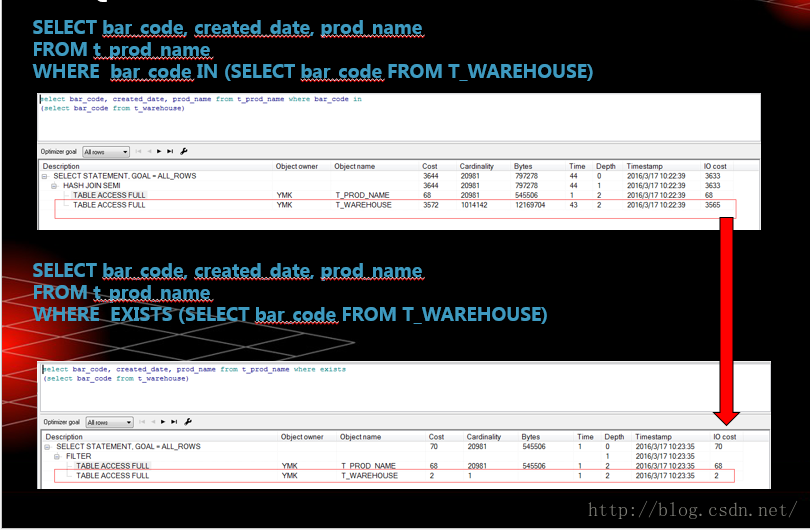 SELECT bar_code, created_date, prod_name
FROM t_prod_name
WHERE bar_code IN (SELECT bar_code FROM T_WAREHOUSE)
select bar_code, created_date, prod_name from t_prod_name where bar_code in
(select bar_code from t_warehouse)
Optimizer goal All rows
Description Object owner Object name Cost Cardinality Bytes Time Depth Timestamp IO cost
SELECT STATEMENT, GOAL = ALL_ROWS 3644 20981 797278 44 0 2016/3/17 10:22:39 3633
HASH JOIN SEMI 3644 20981 797278 44 1 2016/3/17 10:22:39 3633
TABLE ACCESS FULL YMK T_PROD_NAME 68 20981 545506 1 2 2016/3/17 10:22:39 68
TABLE ACCESS FULL YMK T_WAREHOUSE 3572 1014142 12169704 43 2 2016/3/17 10:22:39 3565
SELECT bar_code, created_date, prod_name
FROM t_prod_name
WHERE EXISTS (SELECT bar_code FROM T_WAREHOUSE)
select bar_code, created_date, prod_name from t_prod_name where exists
(select bar_code from t_warehouse)
Optimizer goal All rows
Description Object owner Object name Cost Cardinality Bytes Time Depth Timestamp IO cost
SELECT STATEMENT, GOAL = ALL_ROWS 70 20981 545506 1 0 2016/3/17 10:23:35 70
FILTER 1 2016/3/17 10:23:35
TABLE ACCESS FULL YMK T_PROD_NAME 68 20981 545506 1 2 2016/3/17 10:23:35 68
TABLE ACCESS FULL YMK T_WAREHOUSE 2 1 1 2 2016/3/17 10:23:35 2
http://blog.csdn.net/